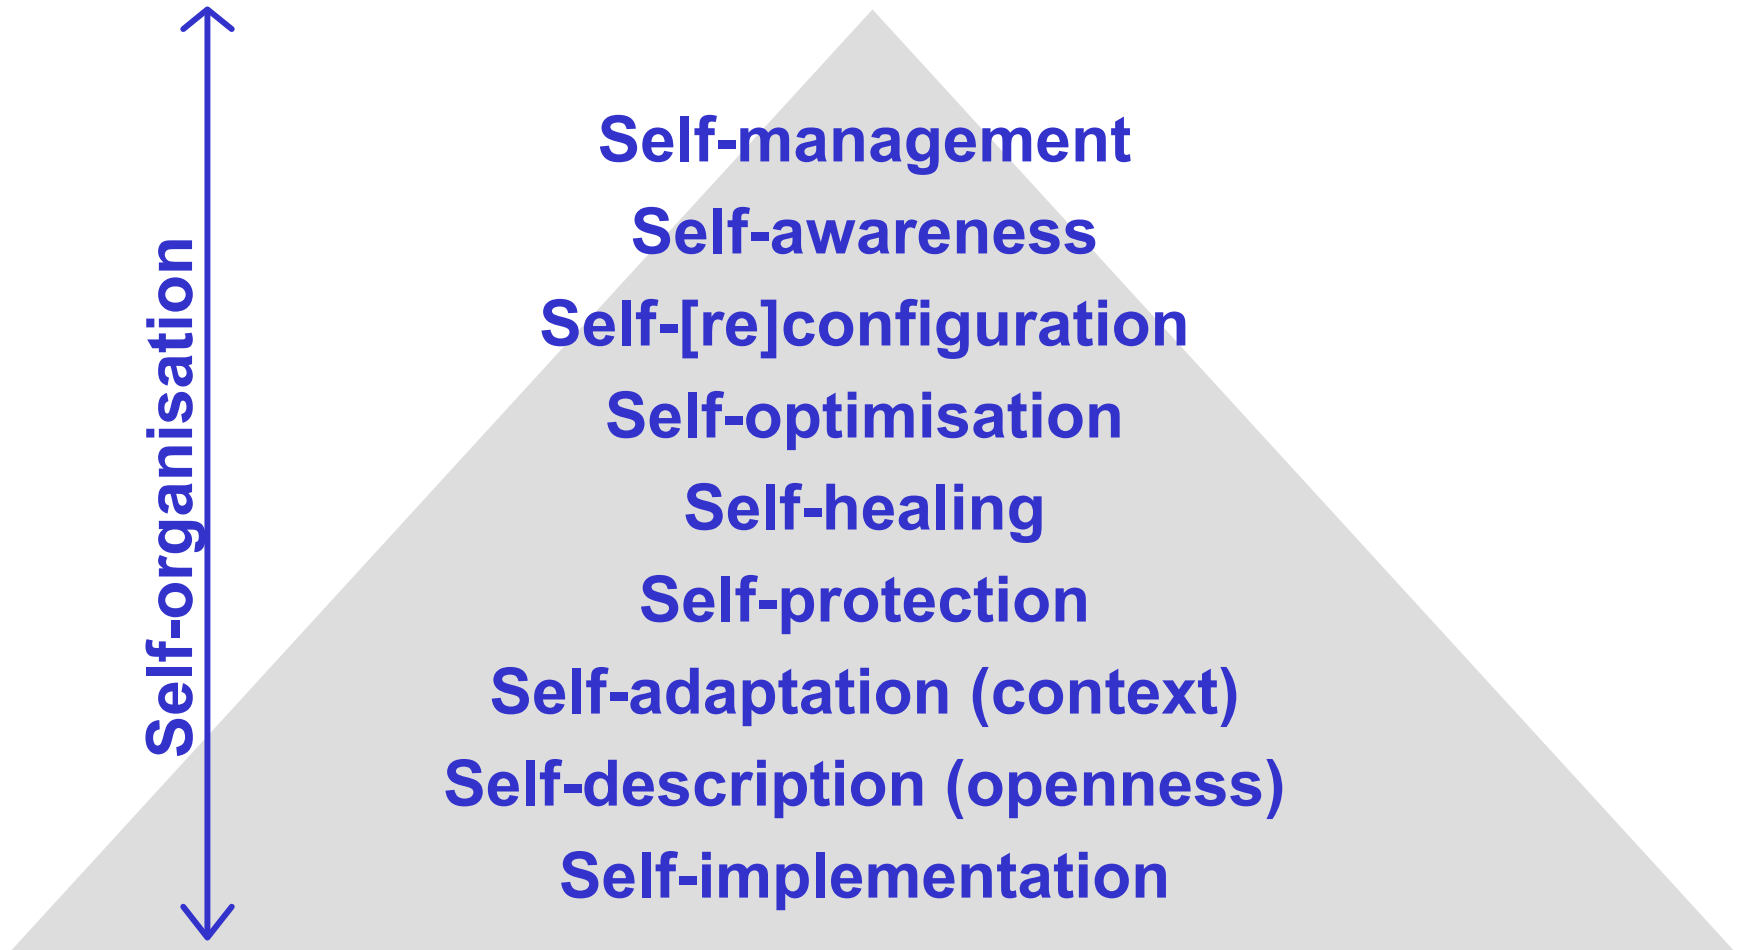 Self-organisation
Self-management
Self-awareness
Self-[re]configuration
Self-optimisation
Self-healing
Self-protection
Self-adaptation (context)
Self-description (openness)
Self-implementation